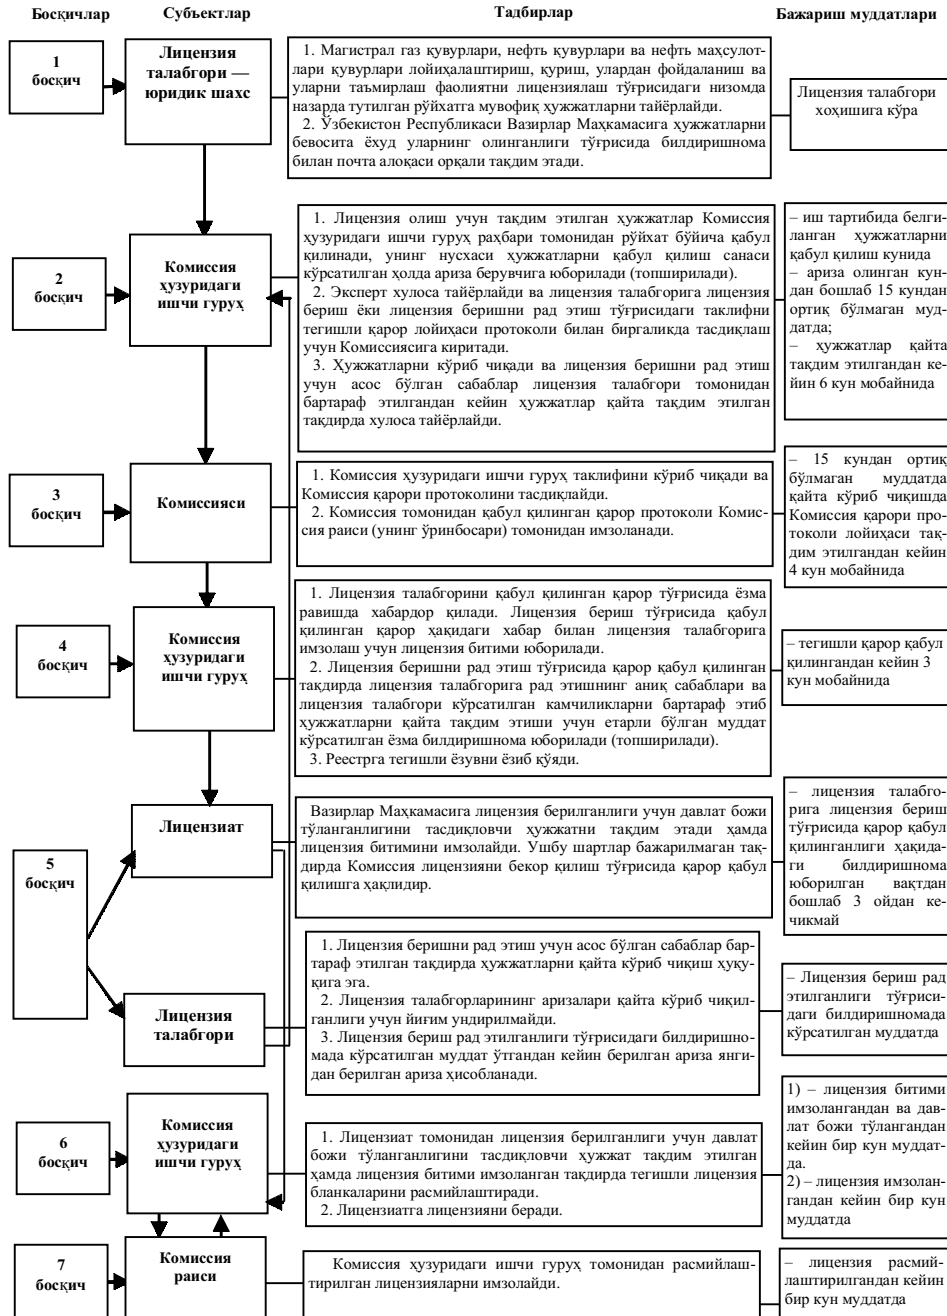 Босқичлар Субъектлар Тадбирлар Бажариш муддатлари
1
босқич
Лицензия
талабгори —
юридик шахс
1. Магистрал газ қувурлари, нефть қувурлари ва нефть маҳсулот-
лари қувурлари лойиҳалаштириш, қуриш, улардан фойдаланиш ва
уларни таъмирлаш фаолиятни лицензиялаш тўғрисидаги низомда
назарда тутилган рўйхатга мувофиқ ҳужжатларни тайёрлайди.
2. Ўзбекистон Республикаси Вазирлар Маҳкамасига ҳужжатларни
бевосита ёхуд уларнинг олинганлиги тўғрисида билдиришнома
билан почта алоқаси орқали тақдим этади.
Лицензия талабгори
хоҳишига кўра
2
босқич
Комиссия
ҳузуридаги
ишчи гуруҳ
1. Лицензия олиш учун тақдим этилган ҳужжатлар Комиссия
ҳузуридаги ишчи гуруҳ раҳбари томонидан рўйхат бўйича қабул
қилинади, унинг нусхаси ҳужжатларни қабул қилиш санаси
кўрсатилган ҳолда ариза берувчига юборилади (топширилади).
2. Эксперт хулоса тайёрлайди ва лицензия талабгорига лицензия
бериш ёки лицензия беришни рад этиш тўғрисидаги таклифни
тегишли қарор лойиҳаси протоколи билан биргаликда тасдиқлаш
учун Комиссиясига киритади.
3. Ҳужжатларни кўриб чиқади ва лицензия беришни рад этиш
учун асос бўлган сабаблар лицензия талабгори томонидан
бартараф этилгандан кейин ҳужжатлар қайта тақдим этилган
тақдирда хулоса тайёрлайди.
– иш тартибида белги-
ланган ҳужжатларни
қабул қилиш кунида
– ариза олинган кун-
дан бошлаб 15 кундан
ортиқ бўлмаган муд-
датда;
– ҳужжатлар қайта
тақдим этилгандан ке-
йин 6 кун мобайнида
3
босқич
Комиссияси
1. Комиссия ҳузуридаги ишчи гуруҳ таклифини кўриб чиқади ва
Комиссия қарори протоколини тасдиқлайди.
2. Комиссия томонидан қабул қилинган қарор протоколи Комис-
сия раиси (унинг ўринбосари) томонидан имзоланади.
– 15 кундан ортиқ
бўлмаган муддатда
қайта кўриб чиқишда
Комиссия қарори про-
токоли лойиҳаси тақ-
дим этилгандан кейин
4 кун мобайнида
4
босқич
Комиссия
ҳузуридаги
ишчи гуруҳ
1. Лицензия талабгорини қабул қилинган қарор тўғрисида ёзма
равишда хабардор қилади. Лицензия бериш тўғрисида қабул
қилинган қарор ҳақидаги хабар билан лицензия талабгорига
имзолаш учун лицензия битими юборилади.
2. Лицензия беришни рад этиш тўғрисида қарор қабул қилинган
тақдирда лицензия талабгорига рад этишнинг аниқ сабаблари ва
лицензия талабгори кўрсатилган камчиликларни бартараф этиб
ҳужжатларни қайта тақдим этиши учун етарли бўлган муддат
кўрсатилган ёзма билдиришнома юборилади (топширилади).
3. Реестрга тегишли ёзувни ёзиб қўяди.
– тегишли қарор қабул
қилингандан кейин 3
кун мобайнида
5
босқич
Лицензиат
Вазирлар Маҳкамасига лицензия берилганлиги учун давлат божи
тўланганлигини тасдиқловчи ҳужжатни тақдим этади ҳамда
лицензия битимини имзолайди. Ушбу шартлар бажарилмаган тақ-
дирда Комиссия лицензияни бекор қилиш тўғрисида қарор қабул
қилишга ҳақлидир.
– лицензия талабго-
рига лицензия бериш
тўғрисида қарор қабул
қилинганлиги ҳақида-
ги билдиришнома
юборилган вақтдан
бошлаб 3 ойдан ке-
чикмай
Лицензия
талабгори
1. Лицензия беришни рад этиш учун асос бўлган сабаблар бар-
тараф этилган тақдирда ҳужжатларни қайта кўриб чиқиш ҳуқу-
қига эга.
2. Лицензия талабгорларининг аризалари қайта кўриб чиқил-
ганлиги учун йиғим ундирилмайди.
3. Лицензия бериш рад этилганлиги тўғрисидаги билдиришно-
мада кўрсатилган муддат ўтгандан кейин берилган ариза янги-
дан берилган ариза ҳисобланади.
– Лицензия бериш рад
этилганлиги тўғриси-
даги билдиришномада
кўрсатилган муддатда
6
босқич
Комиссия
ҳузуридаги
ишчи гуруҳ
1. Лицензиат томонидан лицензия берилганлиги учун давлат
божи тўланганлигини тасдиқловчи ҳужжат тақдим этилган
ҳамда лицензия битими имзоланган тақдирда тегишли лицензия
бланкаларини расмийлаштиради.
2. Лицензиатга лицензияни беради.
1) – лицензия битими
имзолангандан ва дав-
лат божи тўлангандан
кейин бир кун муддат-
да.
2) – лицензия имзолан-
гандан кейин бир кун
муддатда
7
босқич
Комиссия
раиси
Комиссия ҳузуридаги ишчи гуруҳ томонидан расмийлаш-
тирилган лицензияларни имзолайди.
– лицензия расмий-
лаштирилгандан кейин
бир кун муддатда